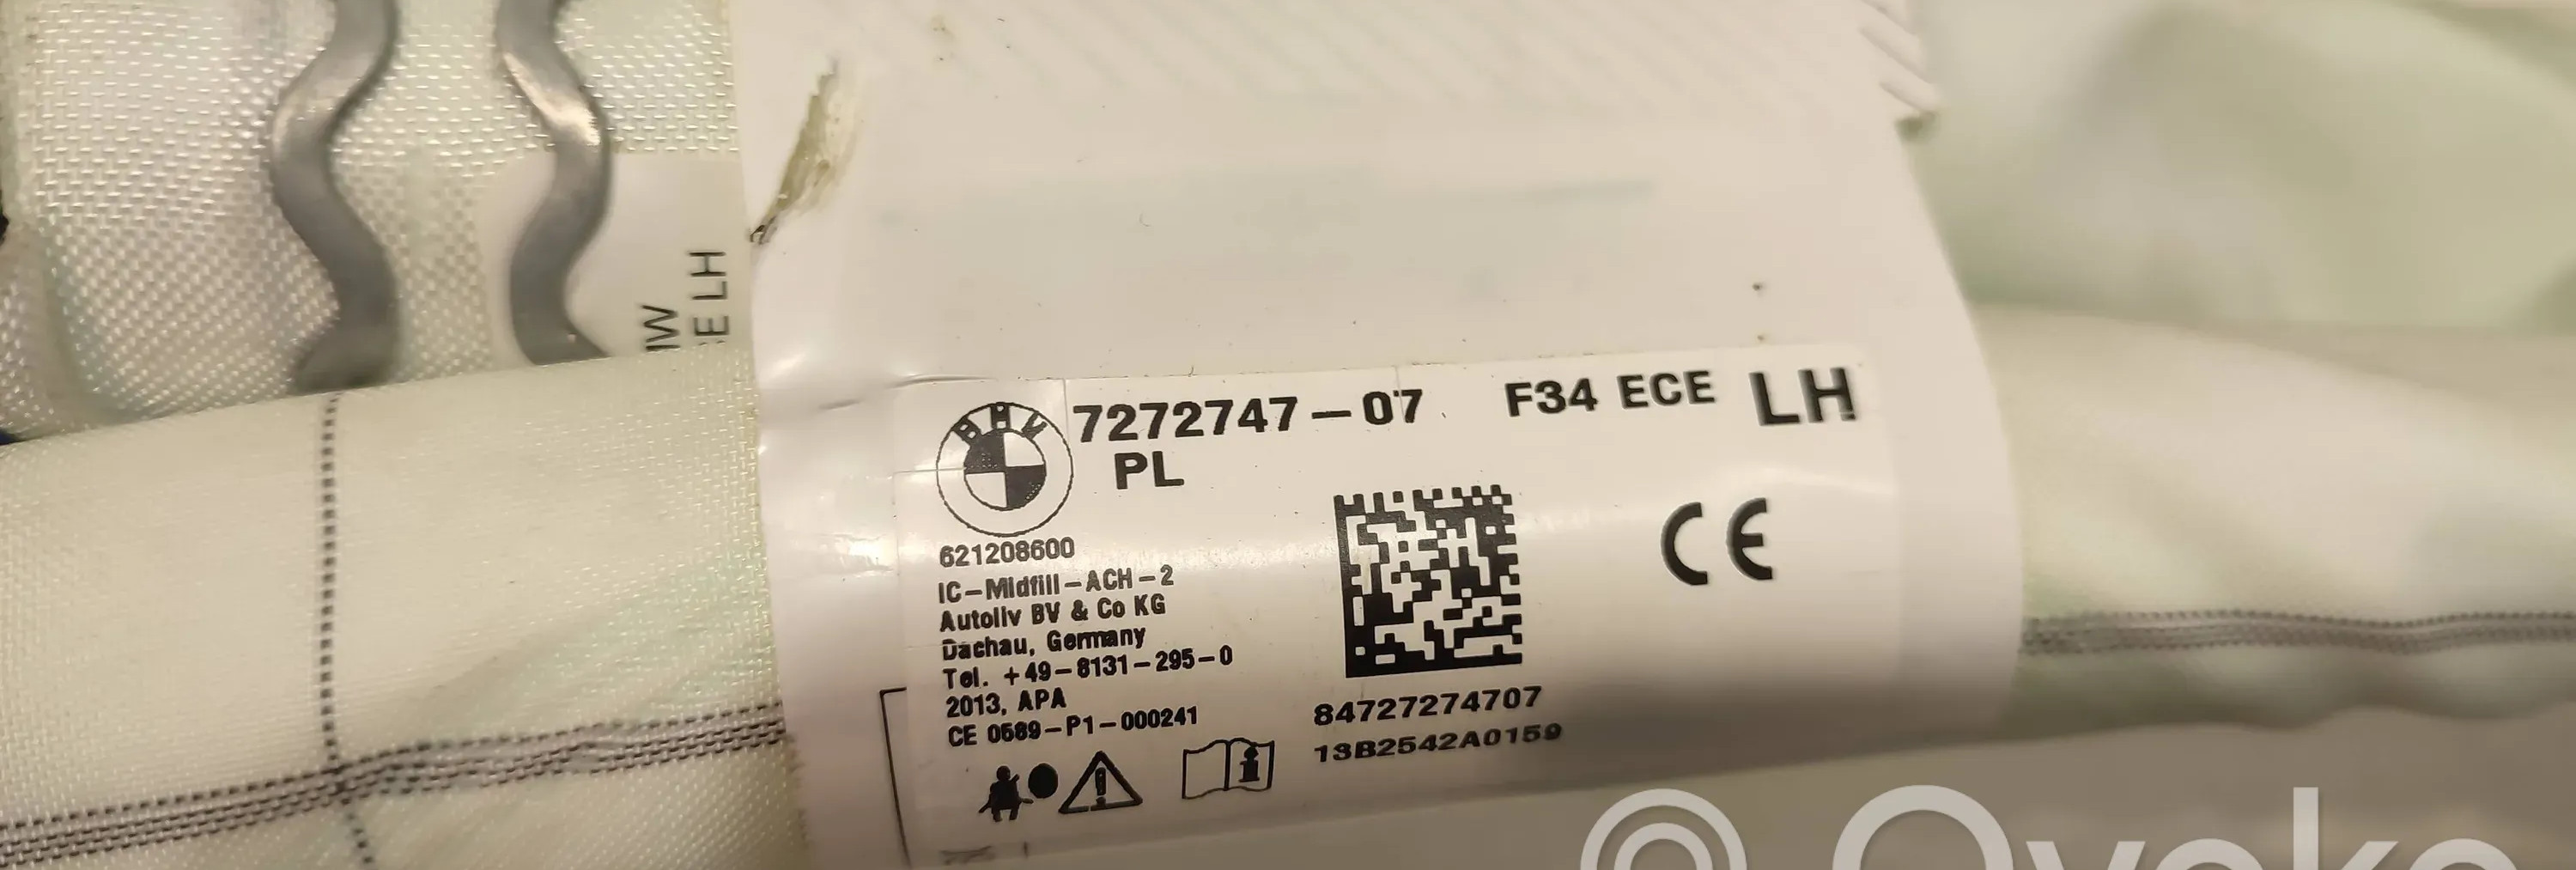 E LH
7272747-07 F34 ECE LH
PL
BMW
621208600
IC-Midfill-ACH-2
Autoliv BV & Co KG
Dachau, Germany
Tel. +49-8131-295-0
2013, APA
CE 0589-P1-000241
CE
84727274707
13B2542A0159
Ovoko